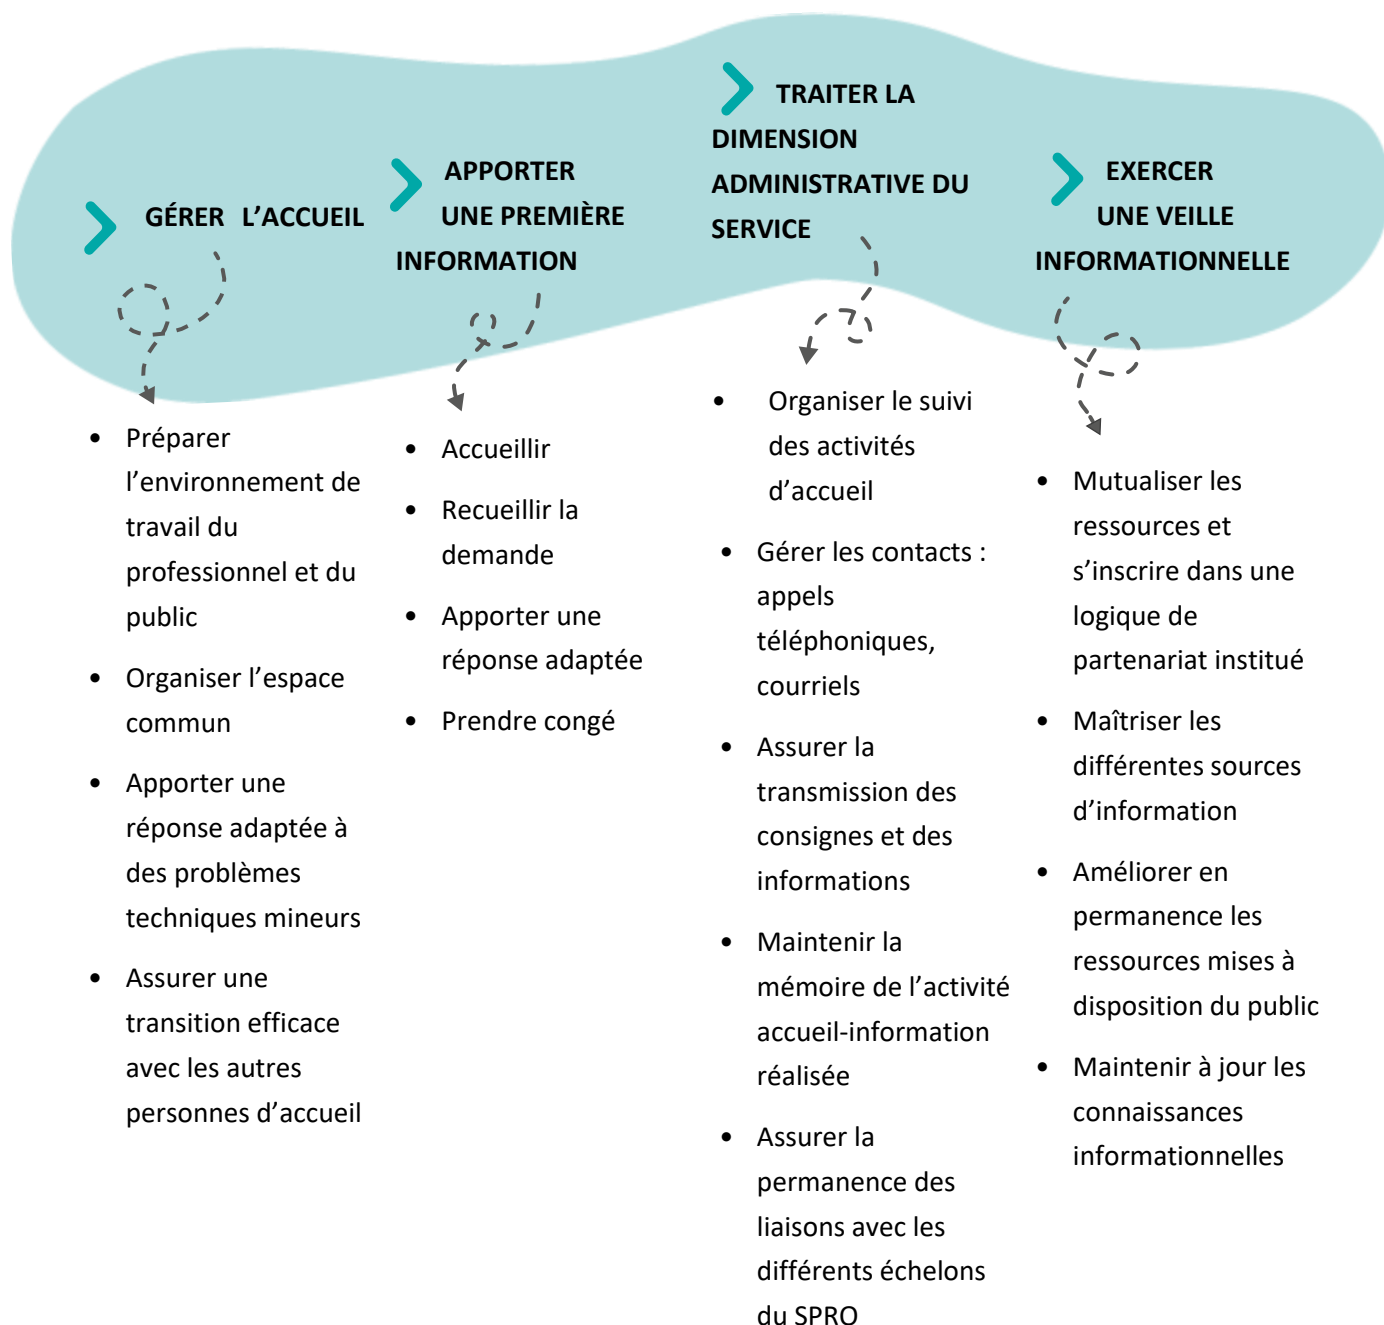 GÉRER L’ACCUEIL
• Préparer
l’environnement de
travail du
professionnel et du
public
• Organiser l’espace
commun
• Apporter une
réponse adaptée à
des problèmes
techniques mineurs
• Assurer une
transition efficace
avec les autres
personnes d’accueil
APPORTER
UNE PREMIÈRE
INFORMATION
• Accueillir
• Recueillir la
demande
• Apporter une
réponse adaptée
• Prendre congé
TRAITER LA
DIMENSION
ADMINISTRATIVE DU
SERVICE
• Organiser le suivi
des activités
d’accueil
• Gérer les contacts :
appels
téléphoniques,
courriels
• Assurer la
transmission des
consignes et des
informations
• Maintenir la
mémoire de l’activité
accueil-information
réalisée
• Assurer la
permanence des
liaisons avec les
différents échelons
du SPRO
EXERCER
UNE VEILLE
INFORMATIONNELLE
• Mutualiser les
ressources et
s’inscrire dans une
logique de
partenariat institué
• Maîtriser les
différentes sources
d’information
• Améliorer en
permanence les
ressources mises à
disposition du public
• Maintenir à jour les
connaissances
informationnelles